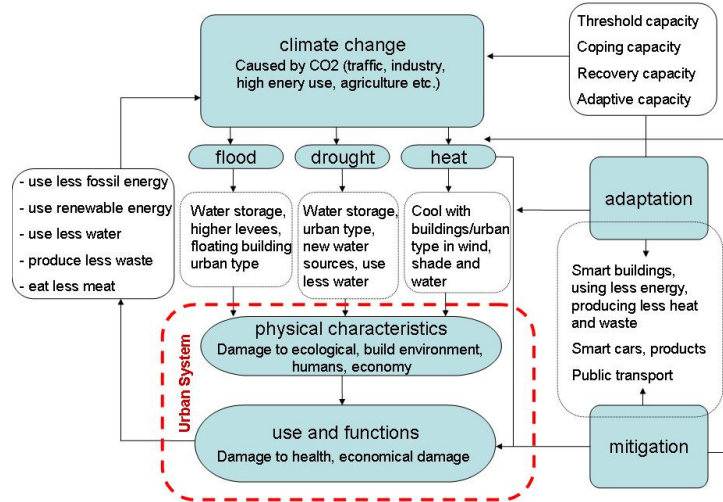 climate change
Caused by CO2 (traffic, industry,
high enery use, agriculture etc.)
Threshold capacity
Coping capacity
Recovery capacity
Adaptive capacity
flood
drought
heat
adaptation
- use less fossil energy
- use renewable energy
- use less water
- produce less waste
- eat less meat
Water storage,
higher levees,
floating building
urban type
Water storage,
urban type,
new water
sources, use
less water
Cool with
buildings/urban
type in wind,
shade and
water
Smart buildings,
using less energy,
producing less heat
and waste
Smart cars, products
Public transport
Urban System
physical characteristics
Damage to ecological, build environment,
humans, economy
use and functions
Damage to health, economical damage
mitigation